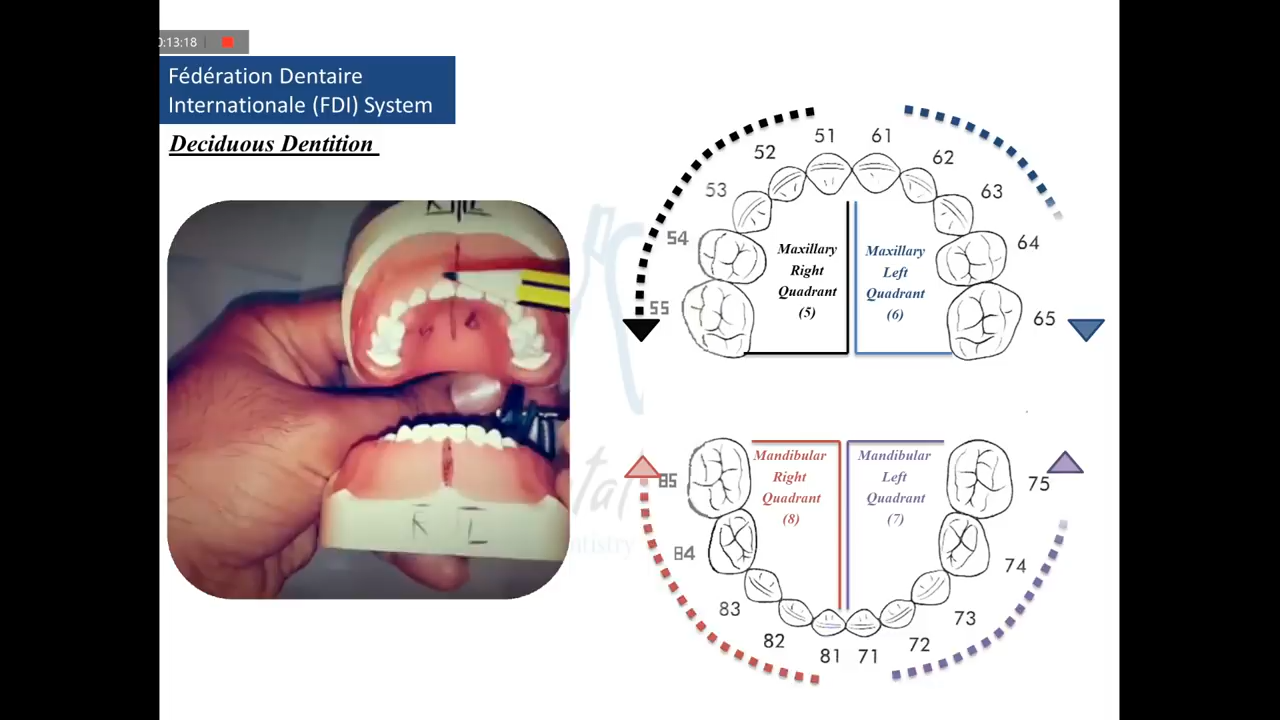 0:13:18
Fédération Dentaire
Internationale (FDI) System
Deciduous Dentition
R L
R L
51 61
52 62
53 63
54 64
55 65
Maxillary
Right
Quadrant
(5)
Maxillary
Left
Quadrant
(6)
Mandibular
Right
Quadrant
(8)
Mandibular
Left
Quadrant
(7)
85 75
84 74
83 73
82 72
81 71